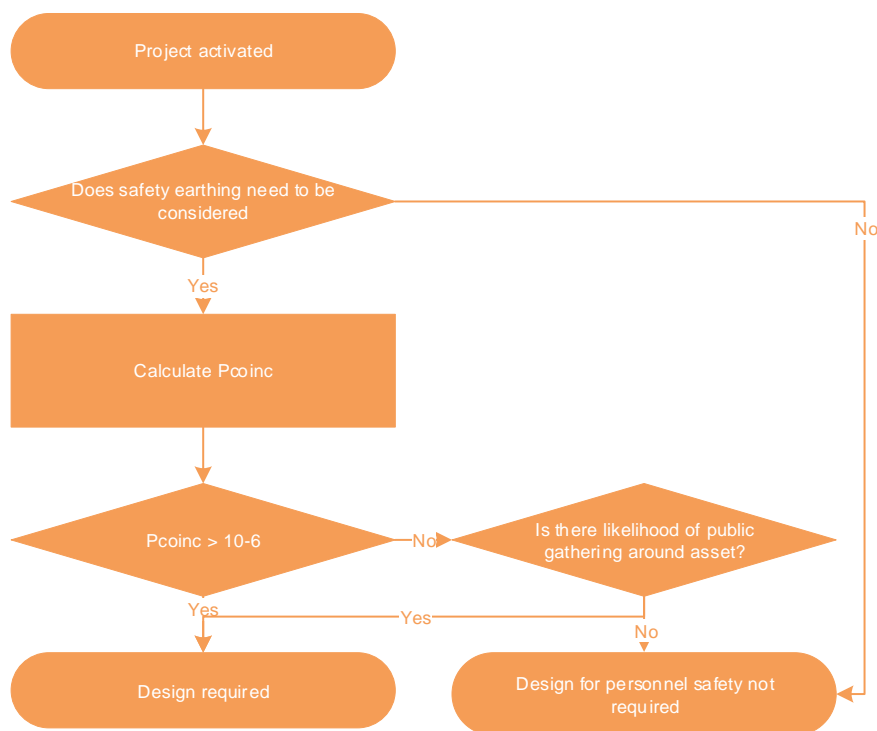 Project activated
Does safety earthing need to be
considered
No
Yes
Calculate Pcoinc
Pcoinc > 10-6
No
Is there likelihood of public
gathering around asset?
Yes
Yes
No
Design required
Design for personnel safety not
required